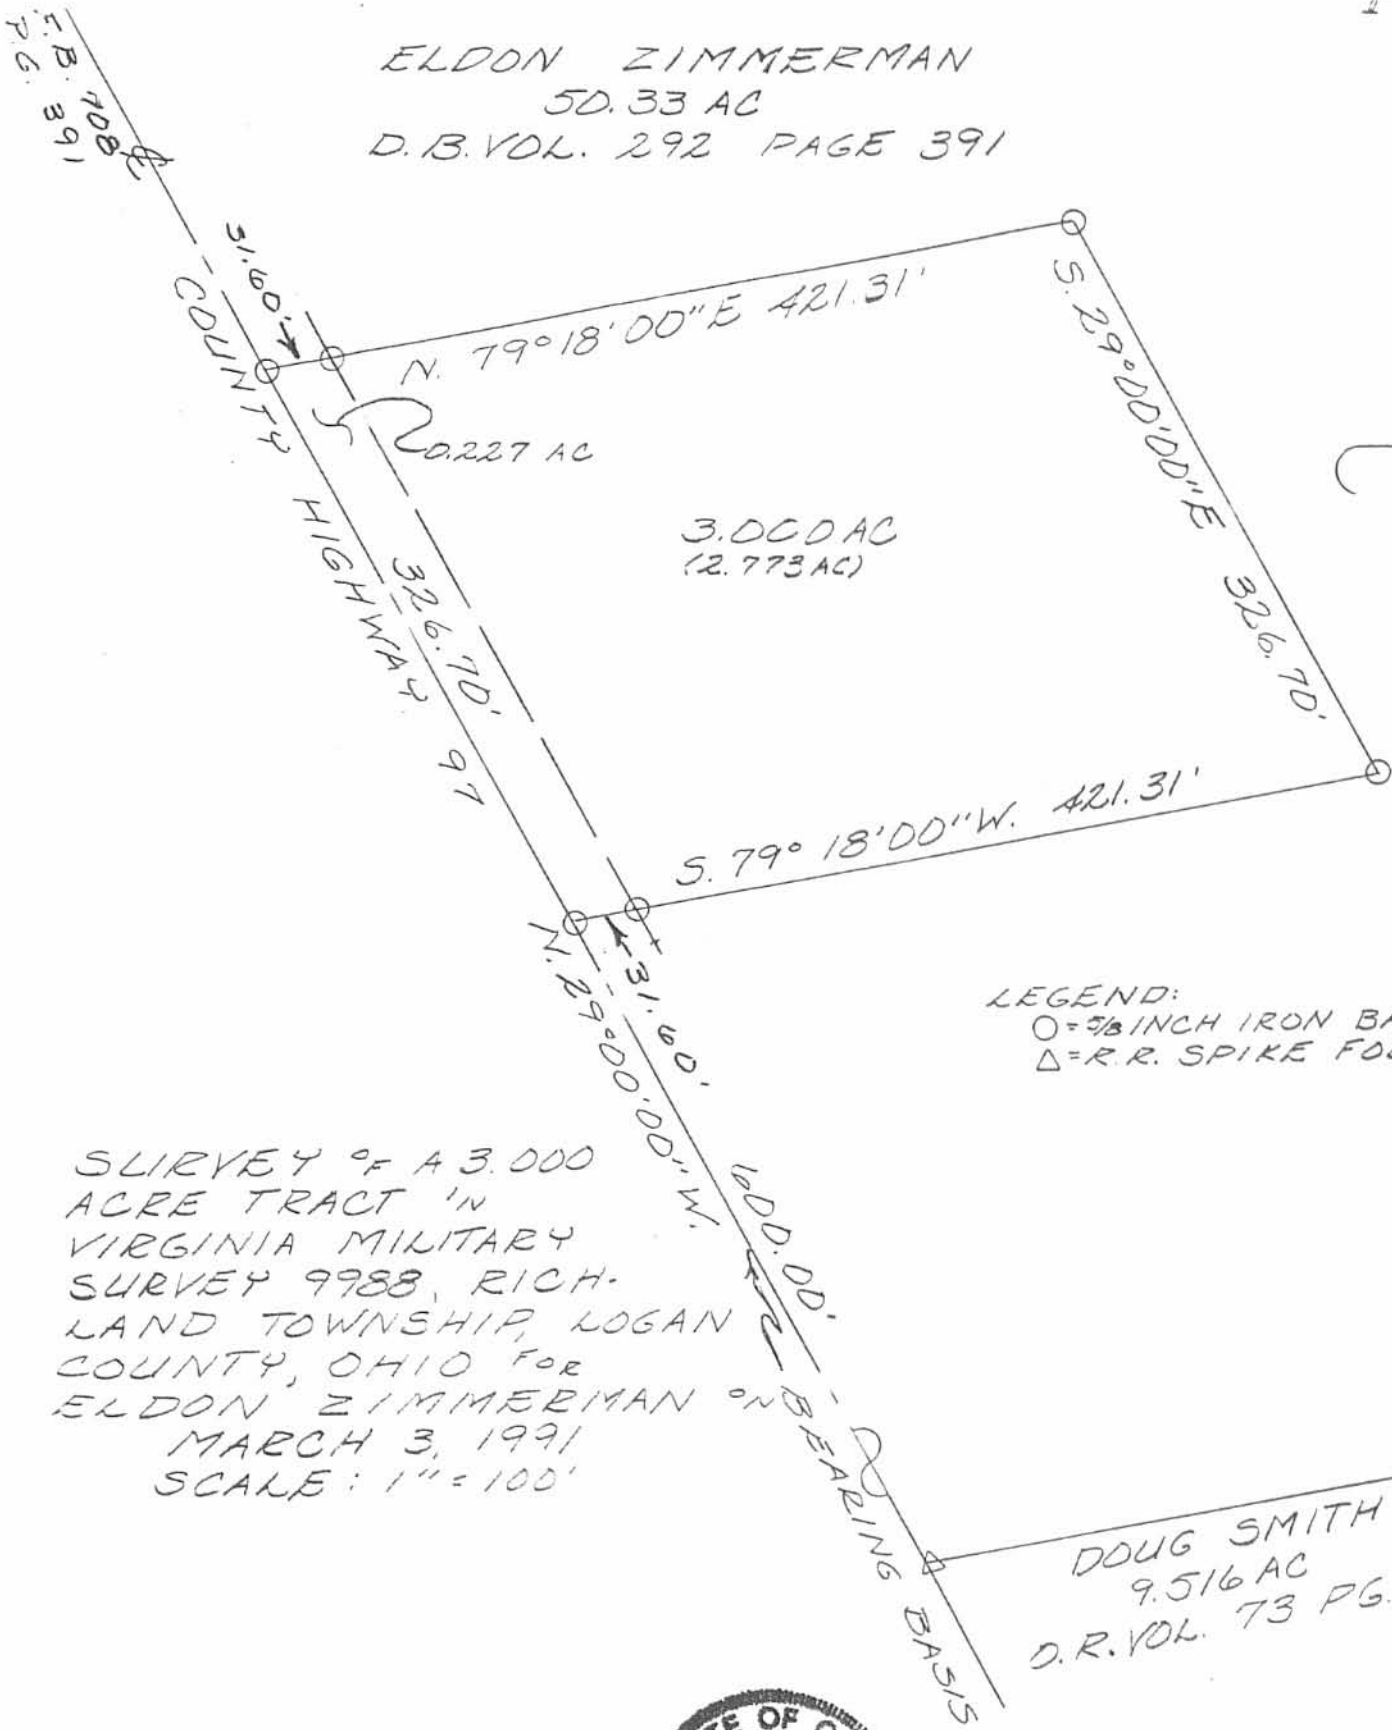 ELDON ZIMMERMAN
50.33 AC
D.B. VOL. 292 PAGE 391
F.B. 708
PG. 391
31.60'
COUNTY HIGHWAY 97
N. 79°18'00"E 421.31'
0.227 AC
S. 29°00'00"E 326.70'
3.000 AC
(2.773 AC)
326.70'
S. 79° 18'00"W. 421.31'
31.60'
N. 29°00'00"W. 600.00'
LEGEND:
○ = 5/8 INCH IRON
△ = R.R. SPIKE
SURVEY OF A 3.000
ACRE TRACT IN
VIRGINIA MILITARY
SURVEY 9988, RICH-
LAND TOWNSHIP, LOGAN
COUNTY, OHIO FOR
ELDON ZIMMERMAN ON
MARCH 3, 1991
SCALE: 1" = 100'
BEARING BASIS
DOUG SMITH
9.516 AC
O.R. VOL. 73 PG.
OF